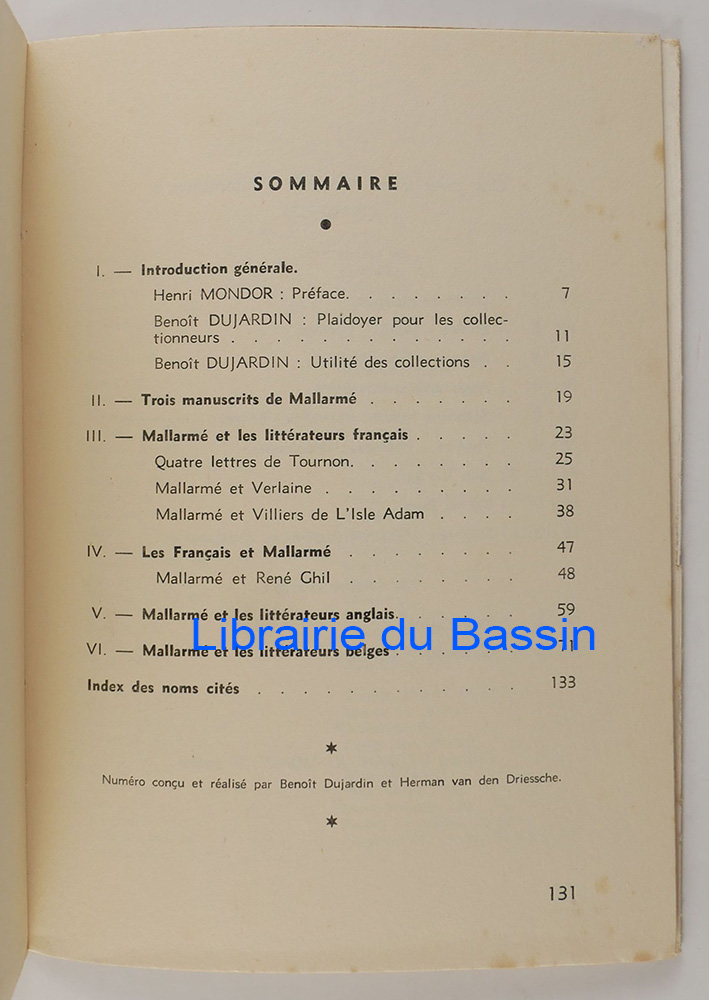 SOMMAIRE
I. — Introduction générale.
Henri MONDOR : Préface. . . . . . . . 7
Benoît DUJARDIN : Plaidoyer pour les collec-
tionneurs . . . . . . . . . . . . 11
Benoît DUJARDIN : Utilité des collections . . 15
II. — Trois manuscrits de Mallarmé . . . . . . 19
III. — Mallarmé et les littérateurs français . . . . 23
Quatre lettres de Tournon. . . . . . . 25
Mallarmé et Verlaine . . . . . . . . 31
Mallarmé et Villiers de L'Isle Adam . . . . 38
IV. — Les Français et Mallarmé . . . . . . . 47
Mallarmé et René Ghil . . . . . . . 48
V. — Mallarmé et les littérateurs anglais. . . . . 59
Librairie du Bassin
VI. — Mallarmé et les littérateurs belges . . . . .
Index des noms cités . . . . . . . . . . . 133
Numéro conçu et réalisé par Benoît Dujardin et Herman van den Driessche.
131